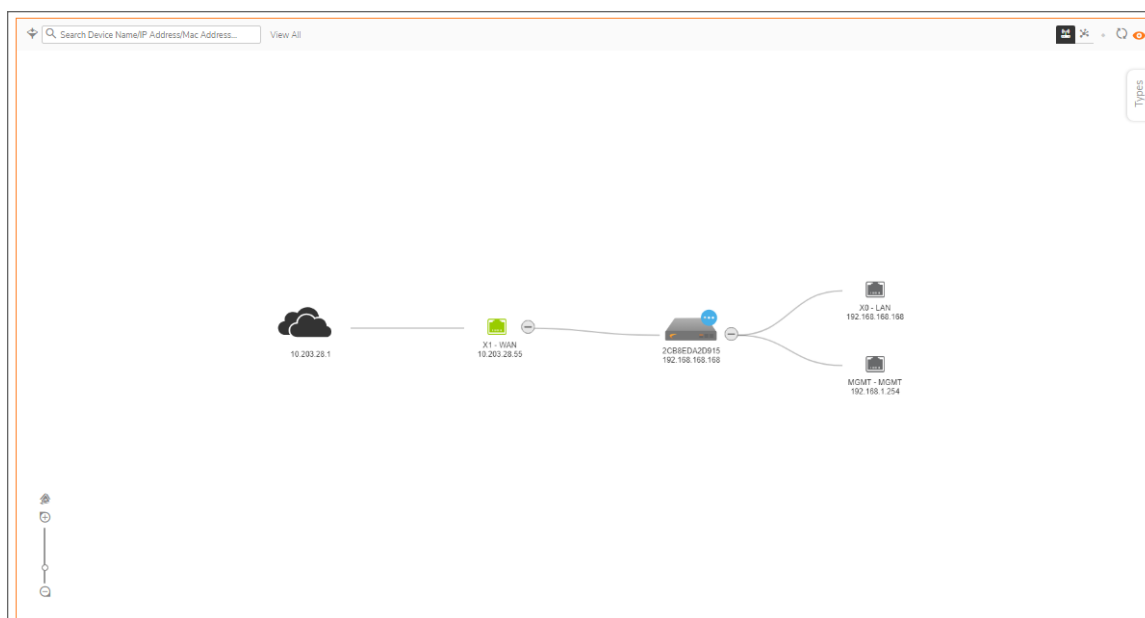 Search Device Name/IP Address/Mac Address...
View All
Types
10.203.28.1
X1 - WAN
10.203.28.55
2CB8EDA2D915
192.168.168.168
X0 - LAN
192.168.168.168
MGMT - MGMT
192.168.1.254